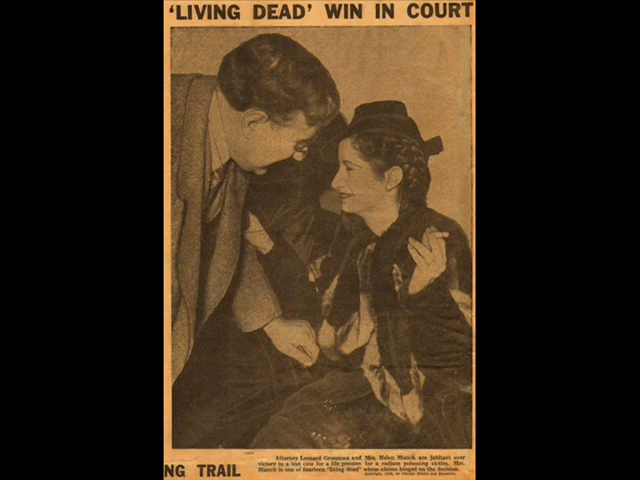 'LIVING DEAD' WIN IN COURT
Attorney Leonard Grossman and Mrs. Helen Munch are jubilant over
victory in a test case for a life pension for a radium poisoning victim. Mrs.
Munch is one of fourteen "living dead" whose claims hinged on the decision.
NG TRAIL